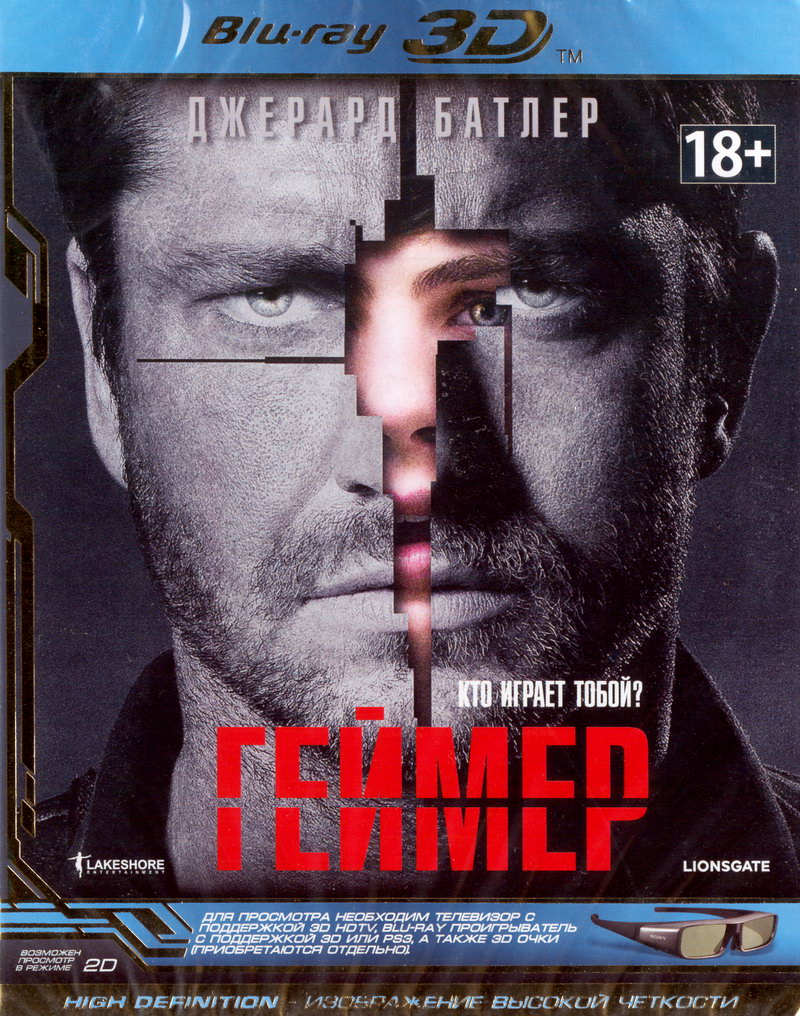 Blu-ray 3D™
ДЖЕРАРД БАТЛЕР
18+
КТО ИГРАЕТ ТОБОЙ?
ГЕЙМЕР
LAKESHORE
ENTERTAINMENT
LIONSGATE
ДЛЯ ПРОСМОТРА НЕОБХОДИМ ТЕЛЕВИЗОР С
ПОДДЕРЖКОЙ 3D HDTV, BLU-RAY ПРОИГРЫВАТЕЛЬ
С ПОДДЕРЖКОЙ 3D ИЛИ PS3, А ТАКЖЕ 3D ОЧКИ
(ПРИОБРЕТАЮТСЯ ОТДЕЛЬНО).
SONY
ВОЗМОЖЕН
ПРОСМОТР
В РЕЖИМЕ 2D
HIGH DEFINITION - ИЗОБРАЖЕНИЕ ВЫСОКОЙ ЧЕТКОСТИ